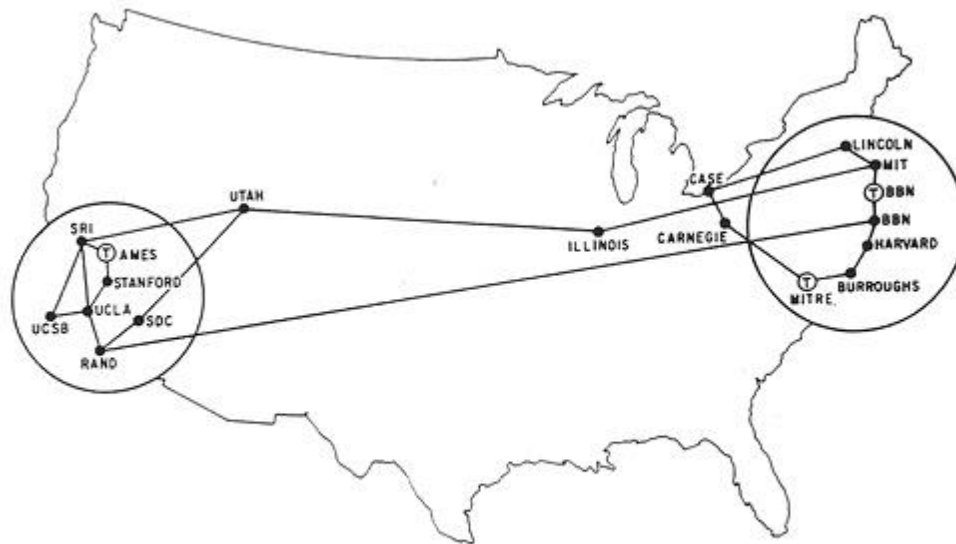 LINCOLN
MIT
CASE
T BBN
UTAH
BBN
SRI
ILLINOIS
CARNEGIE
HARVARD
T AMES
STANFORD
T
BURROUGHS
MITRE
UCLA
SDC
UCSB
RAND